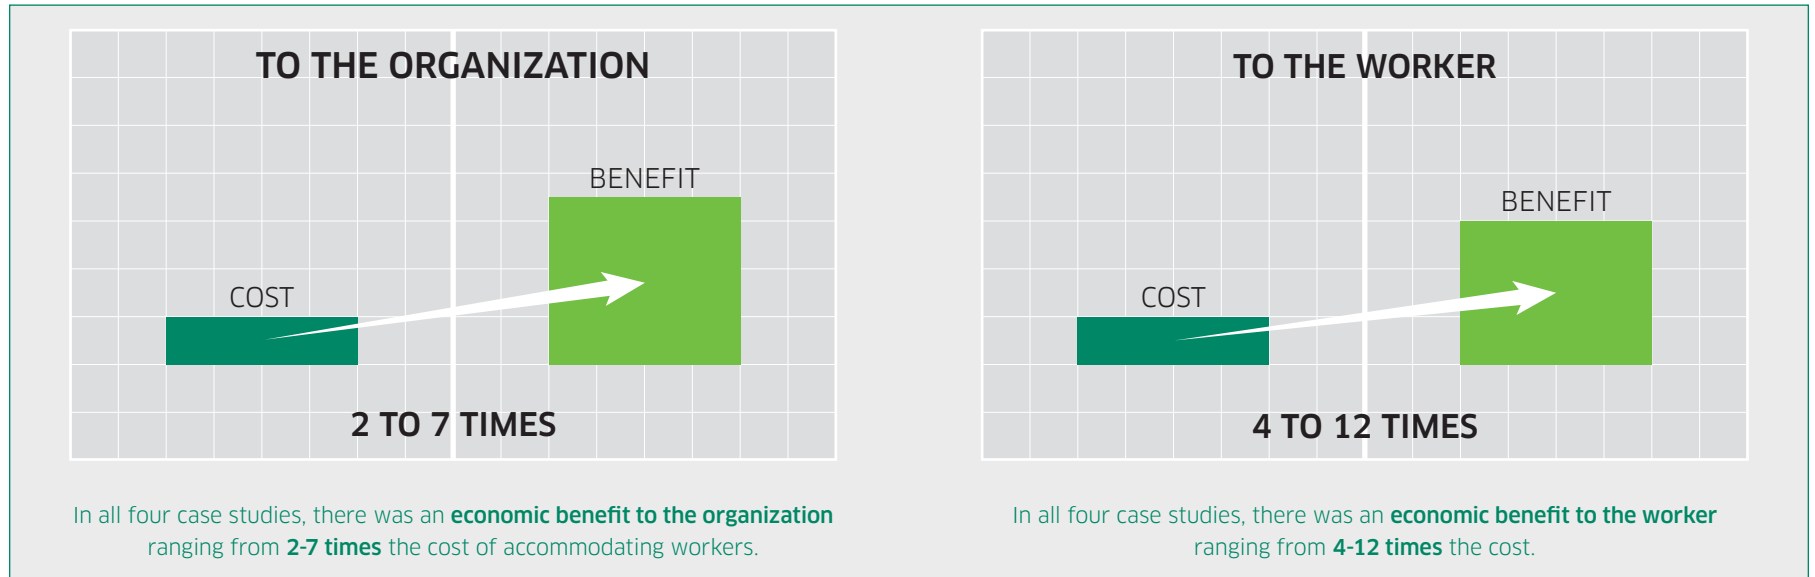 TO THE ORGANIZATION
BENEFIT
COST
2 TO 7 TIMES
In all four case studies, there was an economic benefit to the organization
ranging from 2-7 times the cost of accommodating workers.
TO THE WORKER
BENEFIT
COST
4 TO 12 TIMES
In all four case studies, there was an economic benefit to the worker
ranging from 4-12 times the cost.